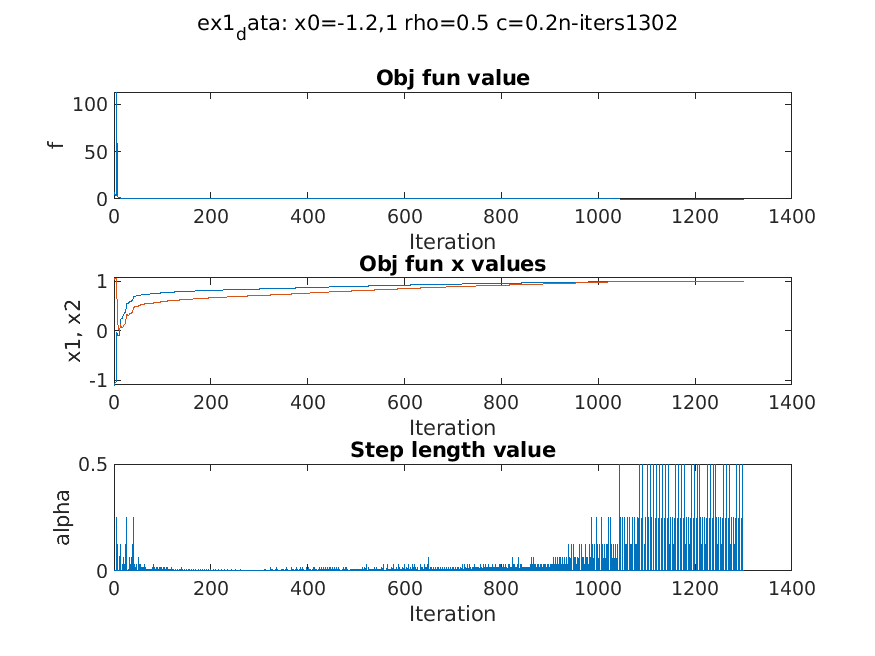 ex1_data: x0=-1.2,1 rho=0.5 c=0.2n-iters1302
Obj fun value
100
50
0
f
0 200 400 600 800 1000 1200 1400
Iteration
Obj fun x values
1
0
-1
x1, x2
0 200 400 600 800 1000 1200 1400
Iteration
Step length value
0.5
0
alpha
0 200 400 600 800 1000 1200 1400
Iteration